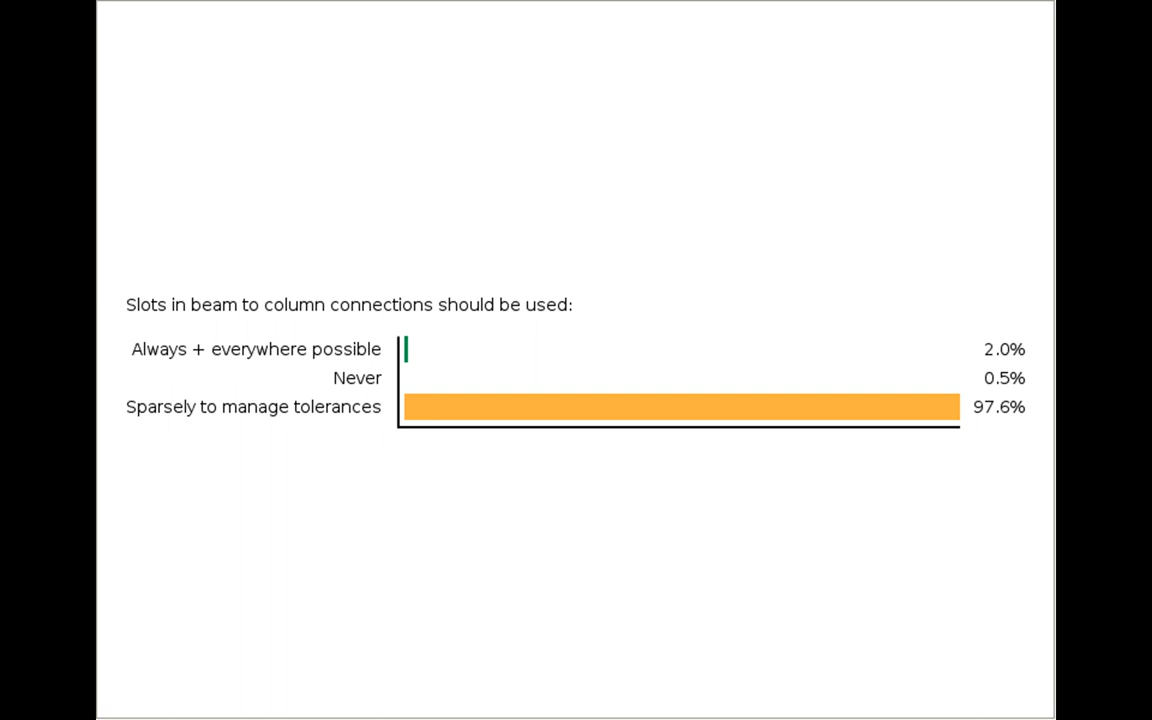 Slots in beam to column connections should be used:
Always + everywhere possible 2.0%
Never 0.5%
Sparsely to manage tolerances 97.6%